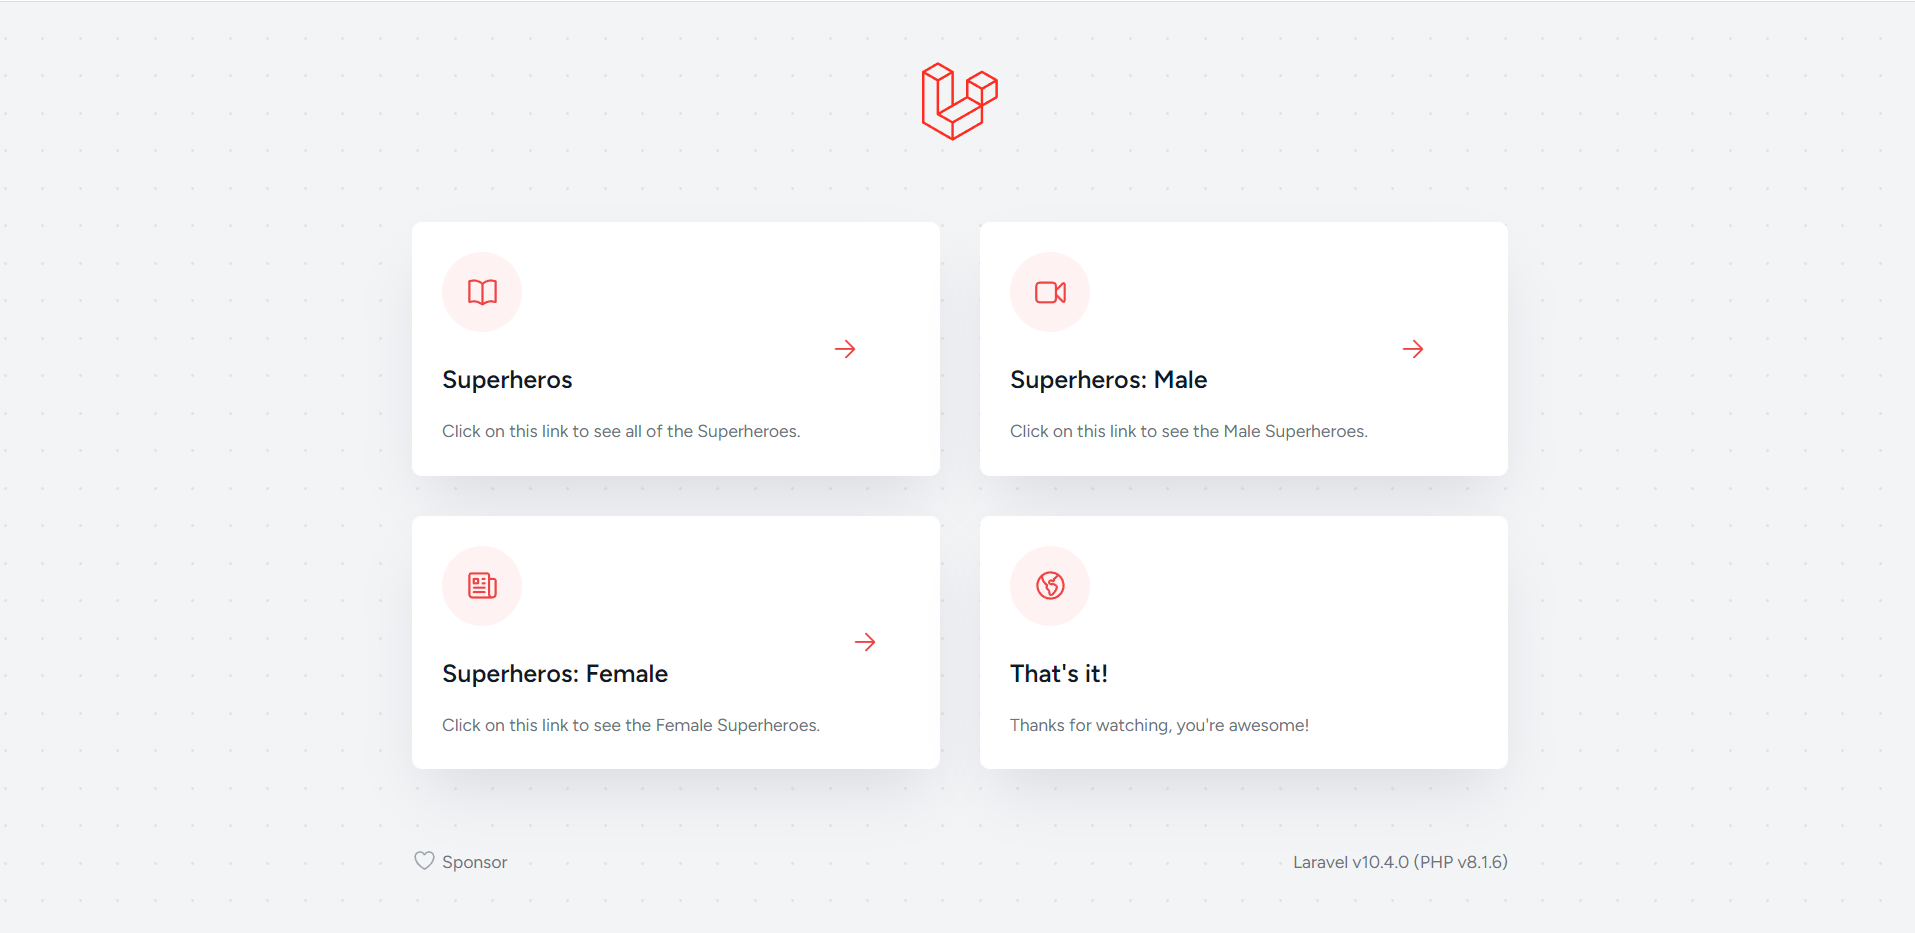 Superheros
Click on this link to see all of the Superheroes.
Superheros: Male
Click on this link to see the Male Superheroes.
Superheros: Female
Click on this link to see the Female Superheroes.
That's it!
Thanks for watching, you're awesome!
Sponsor
Laravel v10.4.0 (PHP v8.1.6)